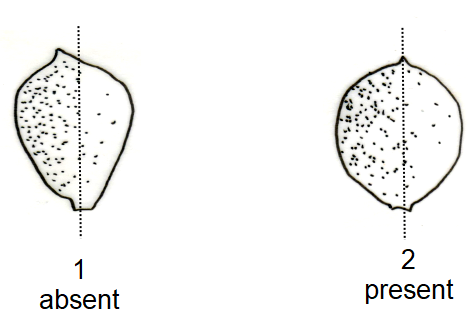 1
absent
2
present